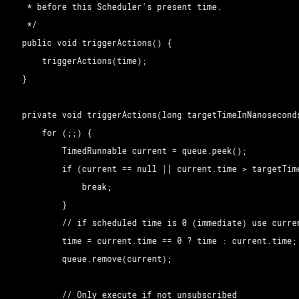 * before this Scheduler's present time.
*/
public void triggerActions() {
triggerActions(time);
}
private void triggerActions(long targetTimeInNanoseconds
for (;;) {
TimedRunnable current = queue.peek();
if (current == null || current.time > targetTime
break;
}
// if scheduled time is 0 (immediate) use curren
time = current.time == 0 ? time : current.time;
queue.remove(current);
// Only execute if not unsubscribed